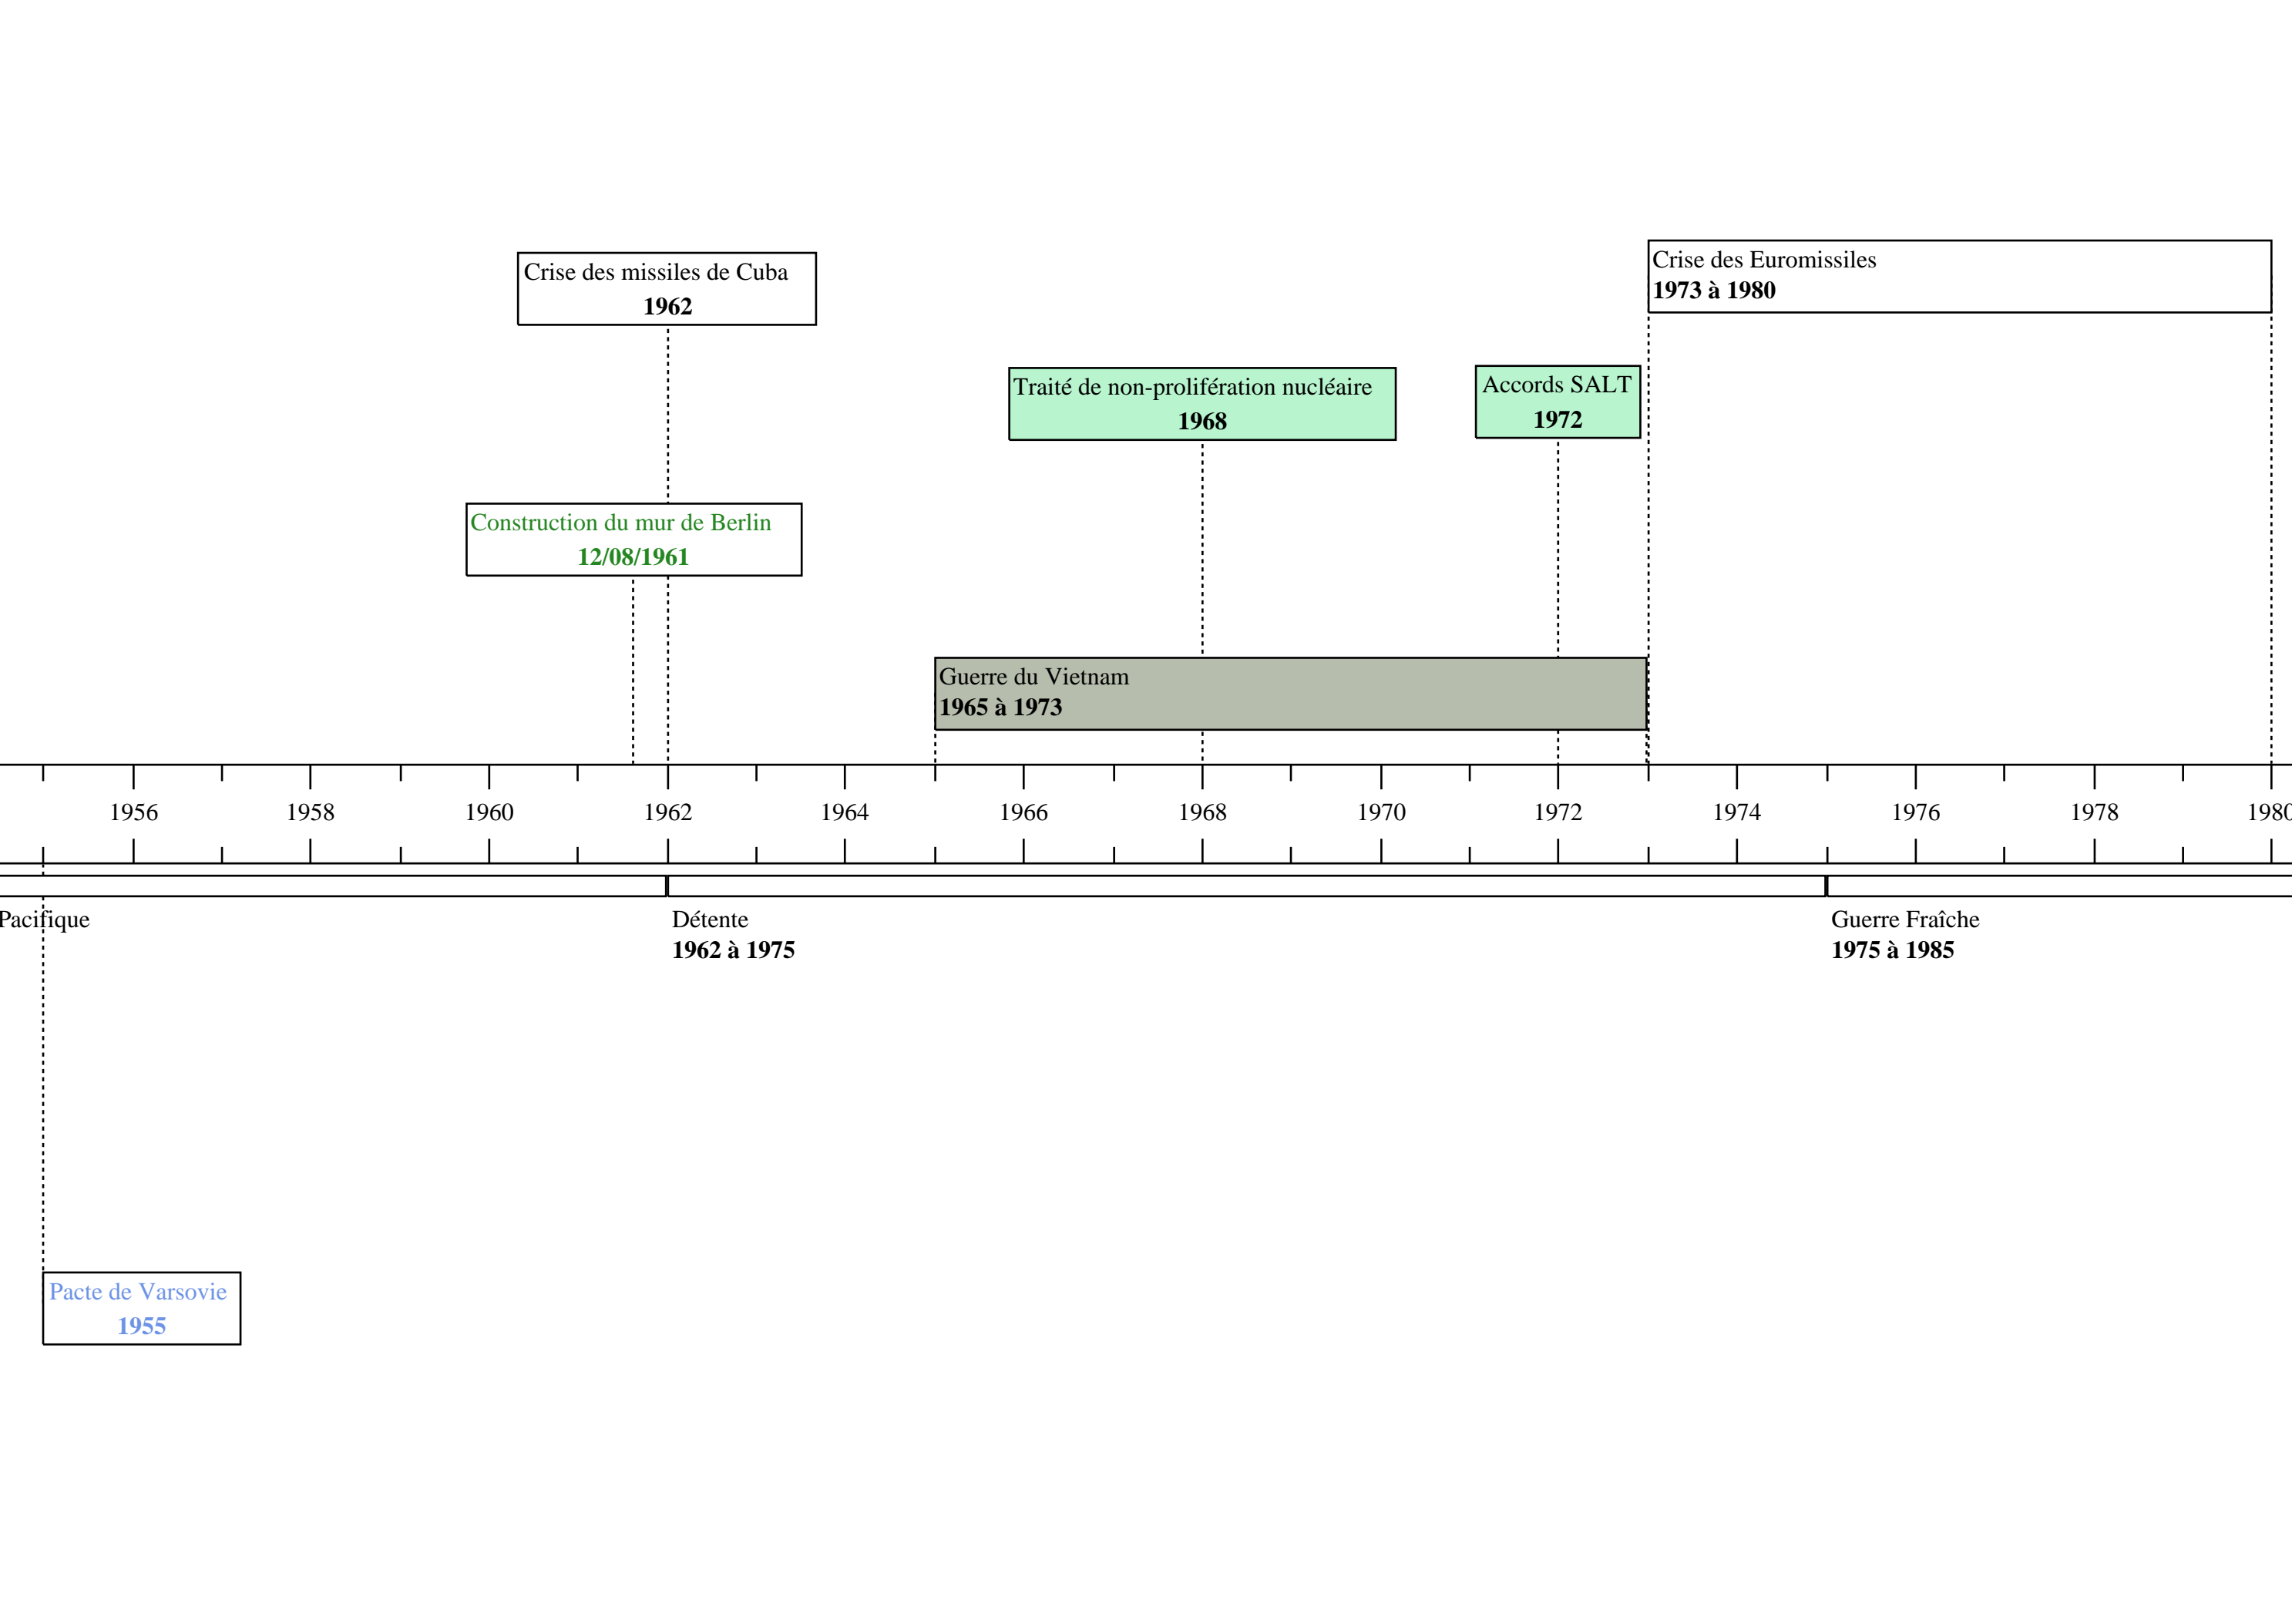 Crise des missiles de Cuba
1962
Crise des Euromissiles
1973 à 1980
Traité de non-prolifération nucléaire
1968
Accords SALT
1972
Construction du mur de Berlin
12/08/1961
Guerre du Vietnam
1965 à 1973
1956 1958 1960 1962 1964 1966 1968 1970 1972 1974 1976 1978 1980
Pacifique
Détente
1962 à 1975
Guerre Fraîche
1975 à 1985
Pacte de Varsovie
1955